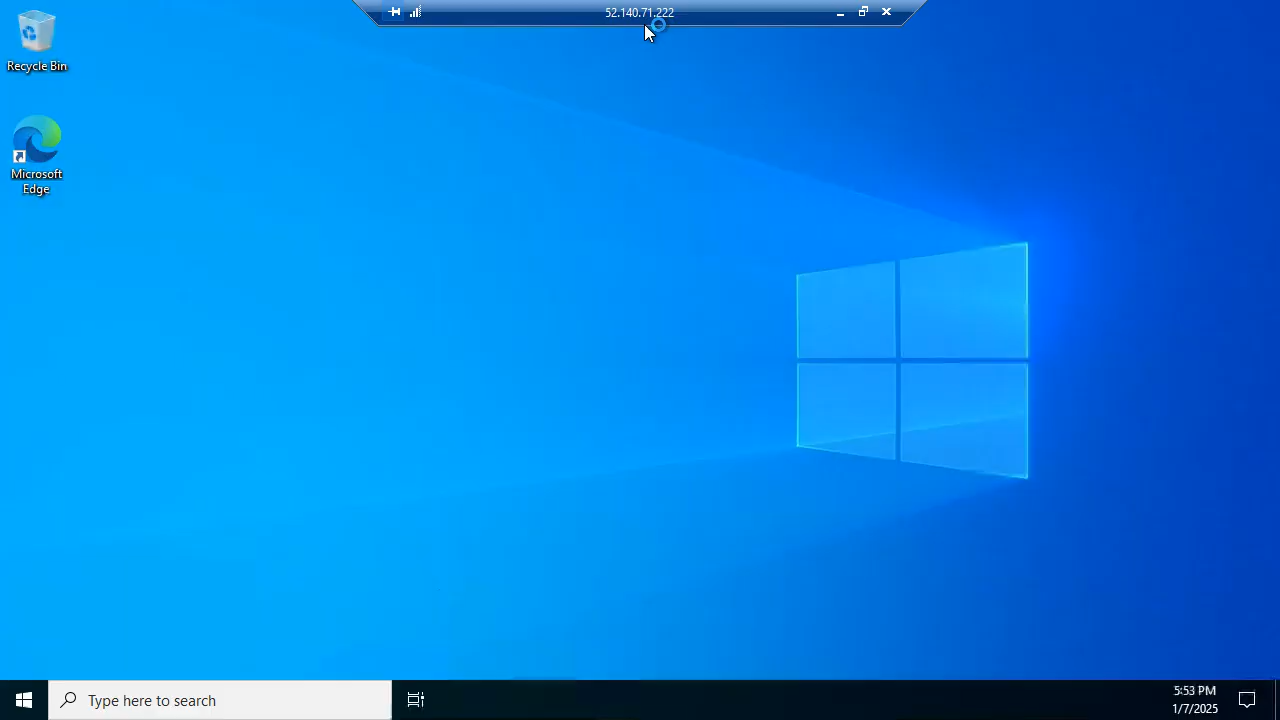 52.140.71.222
Recycle Bin
Microsoft
Edge
Type here to search
5:53 PM
1/7/2025